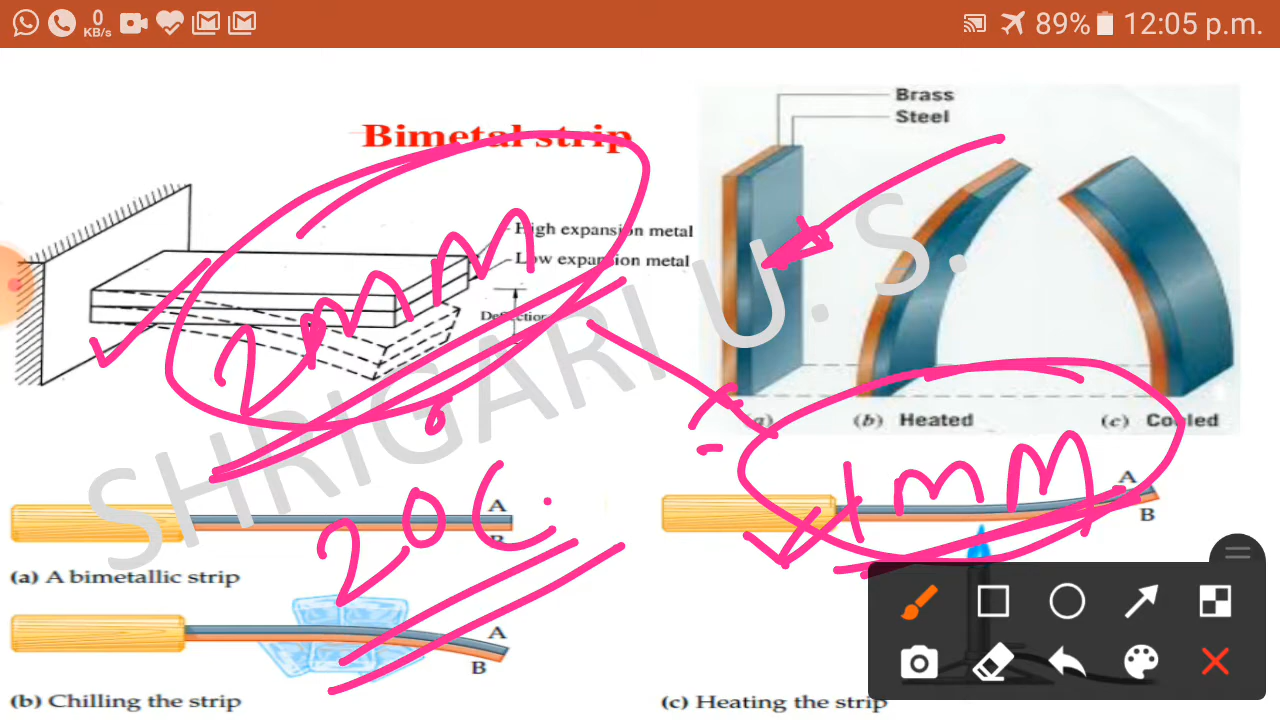 0
KB/s
89% 12:05 p.m.
Bimetal strip
High expansion metal
Low expansion metal
Brass
Steel
2mm
(a)
(b) Heated
(c) Cooled
SHRIGARI U. S.
1mm
20C
A
(a) A bimetallic strip
A
B
A
B
(b) Chilling the strip
(c) Heating the strip